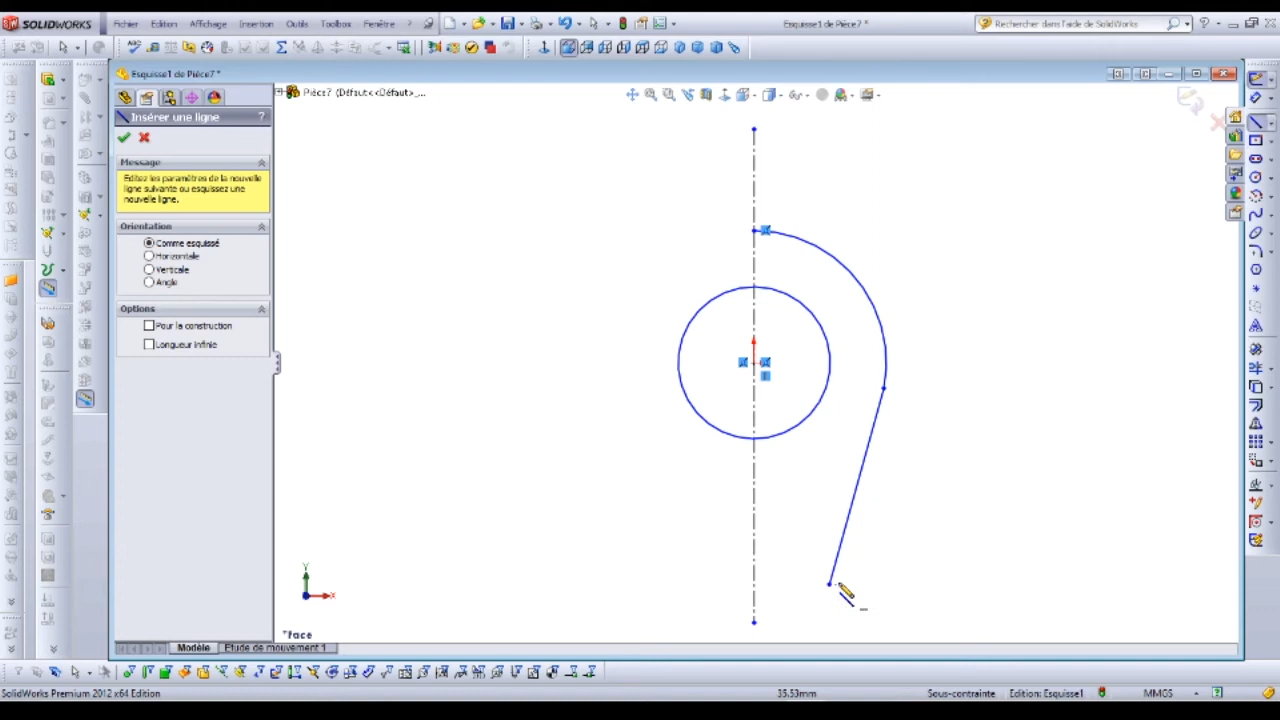 SOLIDWORKS Fichier Edition Affichage Insertion Outils Toolbox Fenêtre ? Esquisse1 de Pièce7 * Rechercher dans l'aide de SolidWorks
Esquisse1 de Pièce7 *
Pièce7 (Défaut<<Défaut>_...
Insérer une ligne ?
Message
Editez les paramètres de la nouvelle
ligne suivante ou esquissez une
nouvelle ligne.
Orientation
Comme esquissé
Horizontale
Verticale
Angle
Options
Pour la construction
Longueur infinie
Y
X
*Face
Modèle Etude de mouvement 1
SolidWorks Premium 2012 x64 Edition 35.53mm Sous-contrainte Edition: Esquisse1 MMGS